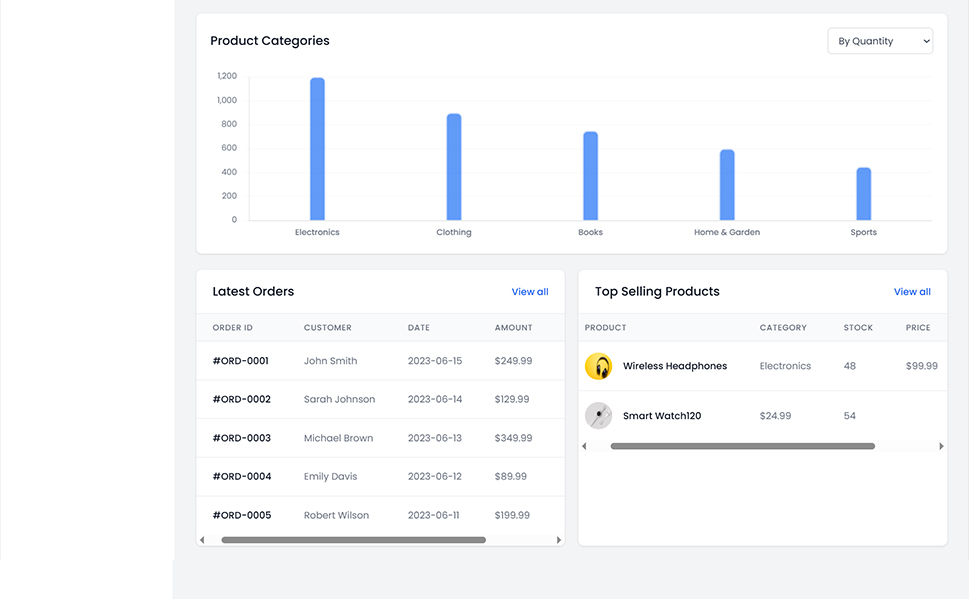 Product Categories
By Quantity
1,200
1,000
800
600
400
200
0
Electronics Clothing Books Home & Garden Sports
Latest Orders View all
ORDER ID CUSTOMER DATE AMOUNT
#ORD-0001 John Smith 2023-06-15 $249.99
#ORD-0002 Sarah Johnson 2023-06-14 $129.99
#ORD-0003 Michael Brown 2023-06-13 $349.99
#ORD-0004 Emily Davis 2023-06-12 $89.99
#ORD-0005 Robert Wilson 2023-06-11 $199.99
Top Selling Products View all
PRODUCT CATEGORY STOCK PRICE
Wireless Headphones Electronics 48 $99.99
Smart Watch120 $24.99 54